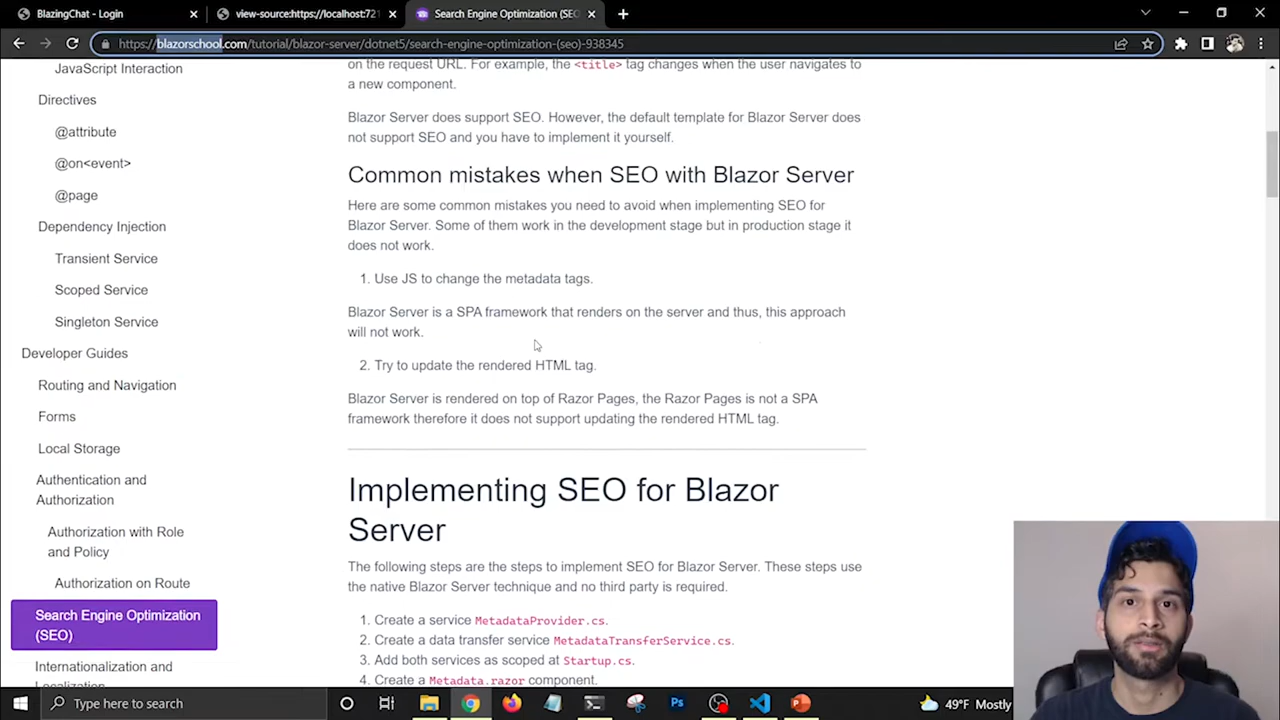 BlazingChat - Login
view-source:https://localhost:721
Search Engine Optimization (SEO
https://blazorschool.com/tutorial/blazor-server/dotnet5/search-engine-optimization-(seo)-938345
JavaScript Interaction
Directives
@attribute
@on<event>
@page
Dependency Injection
Transient Service
Scoped Service
Singleton Service
Developer Guides
Routing and Navigation
Forms
Local Storage
Authentication and
Authorization
Authorization with Role
and Policy
Authorization on Route
Search Engine Optimization
(SEO)
Internationalization and
Localization
on the request URL. For example, the <title> tag changes when the user navigates to
a new component.
Blazor Server does support SEO. However, the default template for Blazor Server does
not support SEO and you have to implement it yourself.
Common mistakes when SEO with Blazor Server
Here are some common mistakes you need to avoid when implementing SEO for
Blazor Server. Some of them work in the development stage but in production stage it
does not work.
1. Use JS to change the metadata tags.
Blazor Server is a SPA framework that renders on the server and thus, this approach
will not work.
2. Try to update the rendered HTML tag.
Blazor Server is rendered on top of Razor Pages, the Razor Pages is not a SPA
framework therefore it does not support updating the rendered HTML tag.
Implementing SEO for Blazor
Server
The following steps are the steps to implement SEO for Blazor Server. These steps use
the native Blazor Server technique and no third party is required.
1. Create a service MetadataProvider.cs.
2. Create a data transfer service MetadataTransferService.cs.
3. Add both services as scoped at Startup.cs.
4. Create a Metadata.razor component.
Type here to search
Ps
49°F Mostly